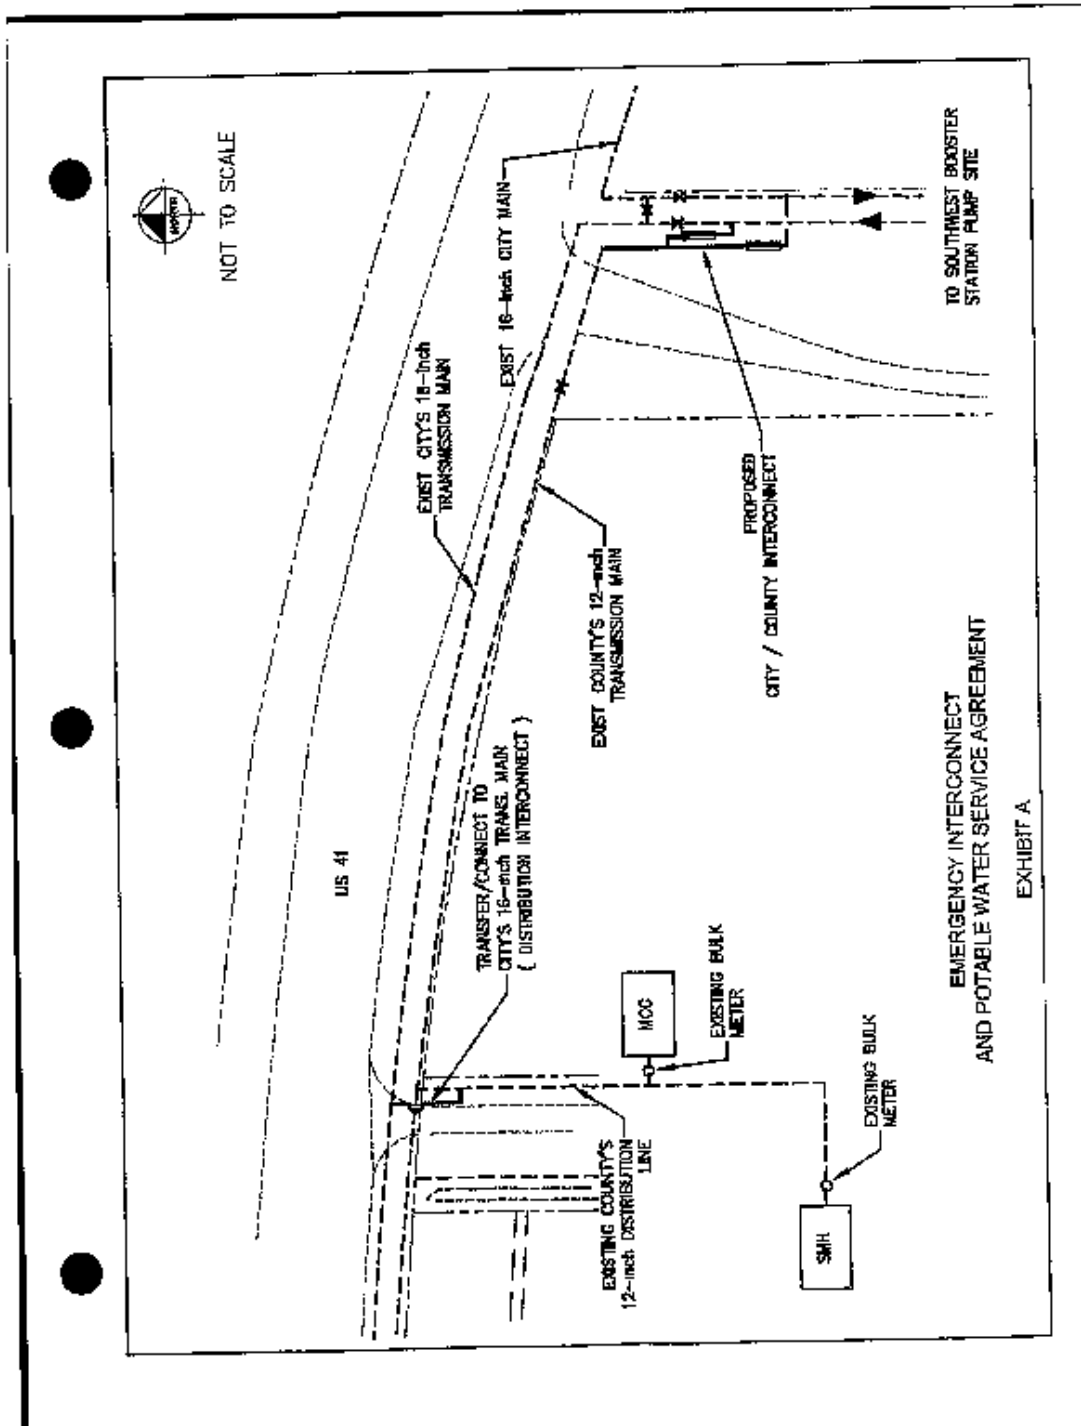 NORTH
NOT TO SCALE
US 41
EXIST CITY'S 16-inch
TRANSMISSION MAIN
EXIST 16-inch CITY MAIN
TRANSFER/CONNECT TO
CITY'S 16-inch TRANS. MAIN
( DISTRIBUTION INTERCONNECT )
EXIST COUNTY'S 12-inch
TRANSMISSION MAIN
PROPOSED
CITY / COUNTY INTERCONNECT
TO SOUTHWEST BOOSTER
STATION PUMP SITE
EXISTING COUNTY'S
12-inch DISTRIBUTION
LINE
MCC
EXISTING BULK
METER
SMH
EXISTING BULK
METER
EMERGENCY INTERCONNECT
AND POTABLE WATER SERVICE AGREEMENT
EXHIBIT A